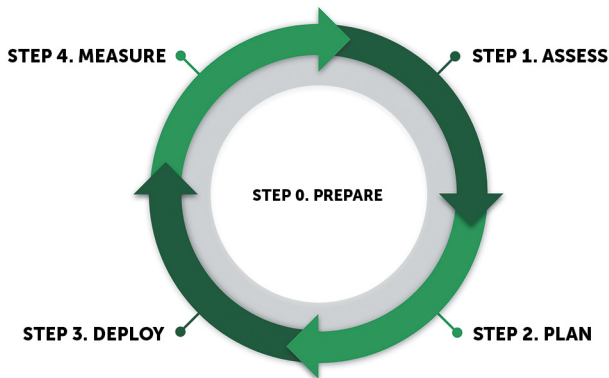 STEP 4. MEASURE
STEP 1. ASSESS
STEP 0. PREPARE
STEP 3. DEPLOY
STEP 2. PLAN